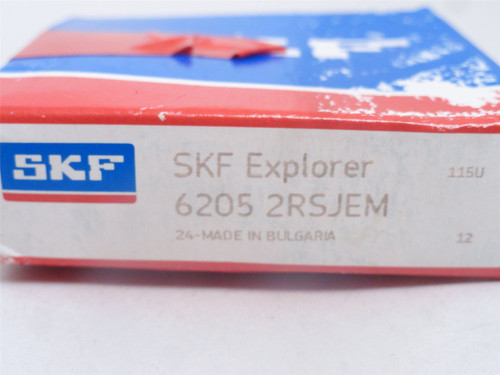 SKF
SKF Explorer
115U
6205 2RSJEM
24-MADE IN BULGARIA
12